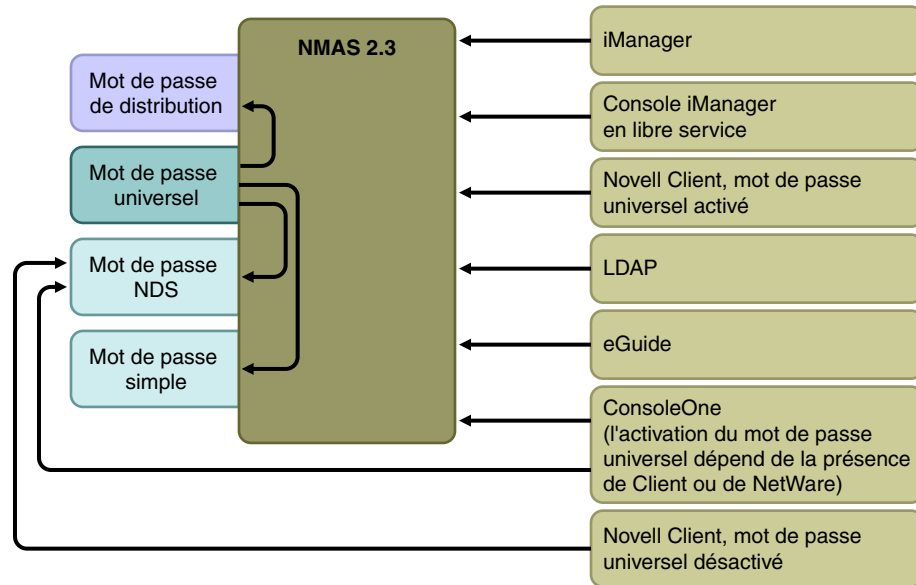 NMAS 2.3
Mot de passe
de distribution
Mot de passe
universel
Mot de passe
NDS
Mot de passe
simple
iManager
Console iManager
en libre service
Novell Client, mot de passe
universel activé
LDAP
eGuide
ConsoleOne
(l'activation du mot de passe
universel dépend de la présence
de Client ou de NetWare)
Novell Client, mot de passe
universel désactivé